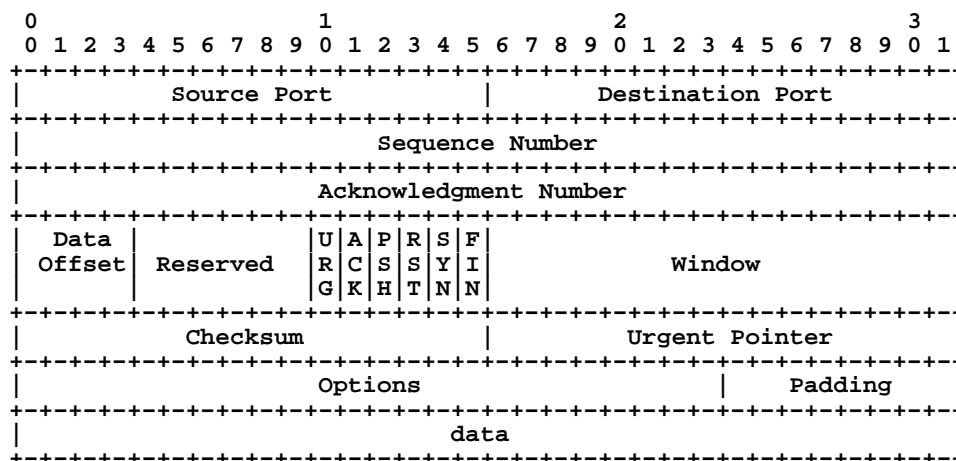 0                   1                   2                   3
0 1 2 3 4 5 6 7 8 9 0 1 2 3 4 5 6 7 8 9 0 1 2 3 4 5 6 7 8 9 0 1
+-+-+-+-+-+-+-+-+-+-+-+-+-+-+-+-+-+-+-+-+-+-+-+-+-+-+-+-+-+-+-+-
| Source Port | Destination Port
+-+-+-+-+-+-+-+-+-+-+-+-+-+-+-+-+-+-+-+-+-+-+-+-+-+-+-+-+-+-+-+-
| Sequence Number
+-+-+-+-+-+-+-+-+-+-+-+-+-+-+-+-+-+-+-+-+-+-+-+-+-+-+-+-+-+-+-+-
| Acknowledgment Number
+-+-+-+-+-+-+-+-+-+-+-+-+-+-+-+-+-+-+-+-+-+-+-+-+-+-+-+-+-+-+-+-
| Data | |U|A|P|R|S|F|
| Offset| Reserved |R|C|S|S|Y|I| Window
| | |G|K|H|T|N|N|
+-+-+-+-+-+-+-+-+-+-+-+-+-+-+-+-+-+-+-+-+-+-+-+-+-+-+-+-+-+-+-+-
| Checksum | Urgent Pointer
+-+-+-+-+-+-+-+-+-+-+-+-+-+-+-+-+-+-+-+-+-+-+-+-+-+-+-+-+-+-+-+-
| Options | Padding
+-+-+-+-+-+-+-+-+-+-+-+-+-+-+-+-+-+-+-+-+-+-+-+-+-+-+-+-+-+-+-+-
| data
+-+-+-+-+-+-+-+-+-+-+-+-+-+-+-+-+-+-+-+-+-+-+-+-+-+-+-+-+-+-+-+-